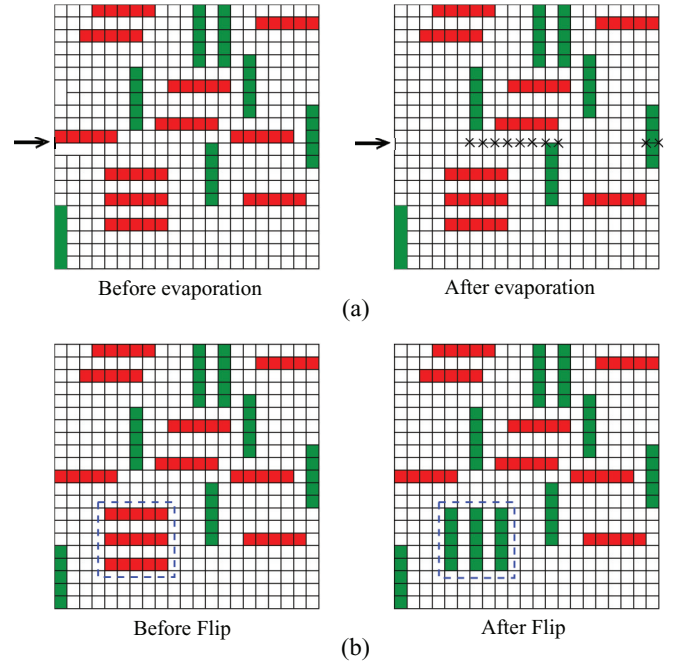 Before evaporation
After evaporation
(a)
Before Flip
After Flip
(b)